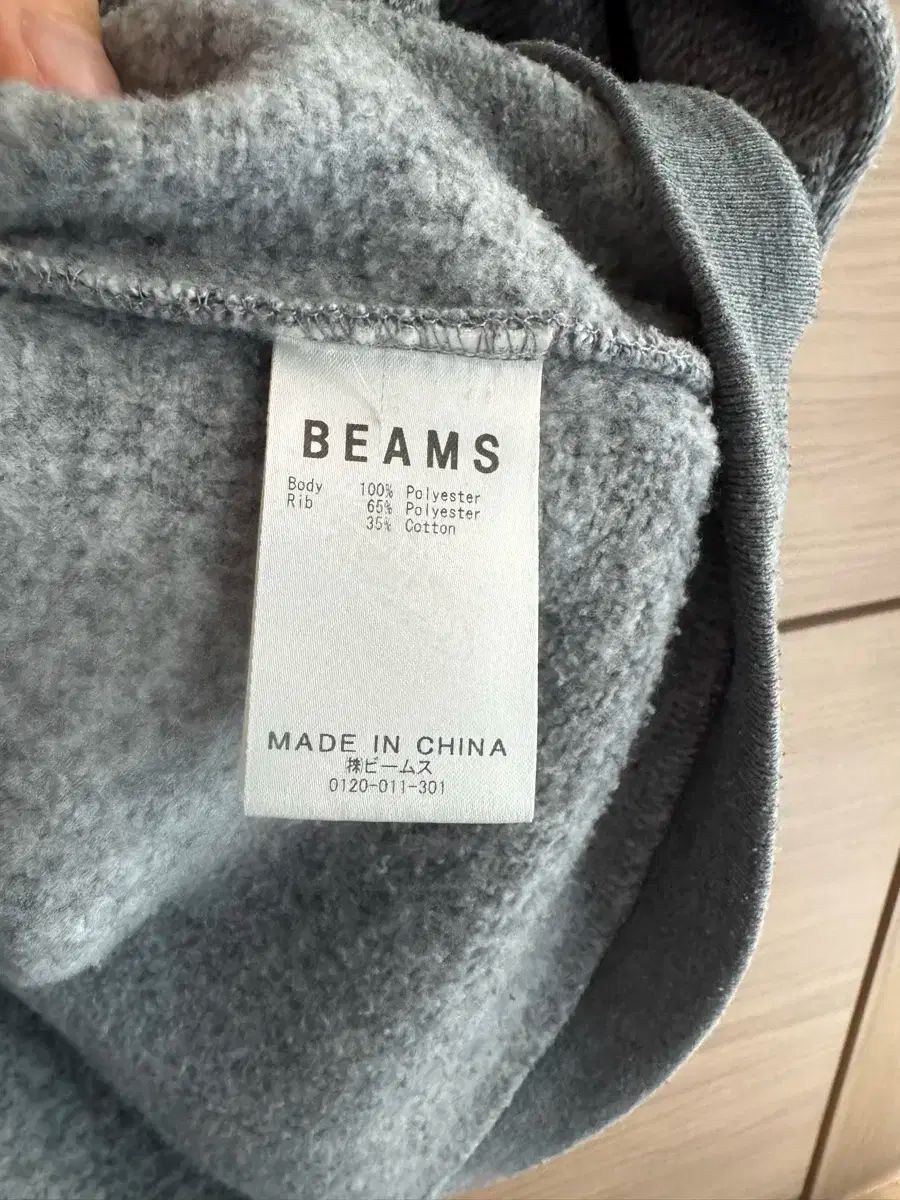 BEAMS
Body 100% Polyester
Rib 65% Polyester
35% Cotton
MADE IN CHINA
㈱ビームス
0120-011-301